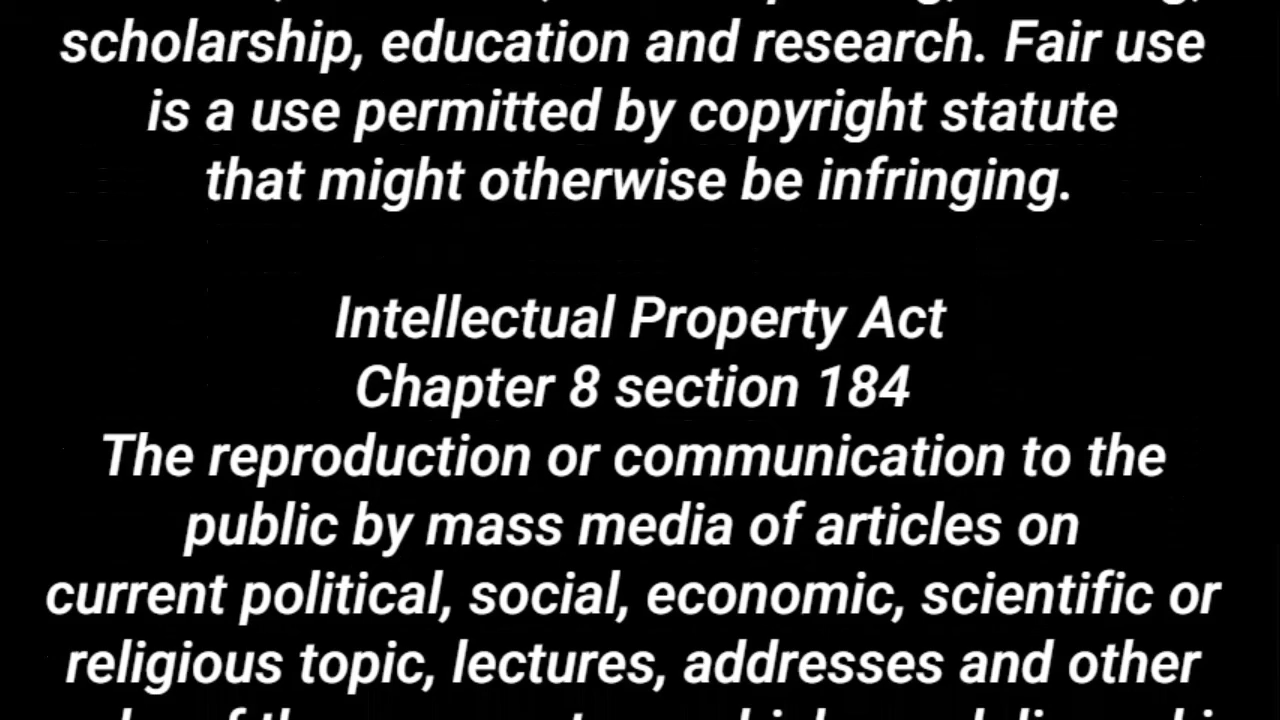 scholarship, education and research. Fair use
is a use permitted by copyright statute
that might otherwise be infringing.
Intellectual Property Act
Chapter 8 section 184
The reproduction or communication to the
public by mass media of articles on
current political, social, economic, scientific or
religious topic, lectures, addresses and other